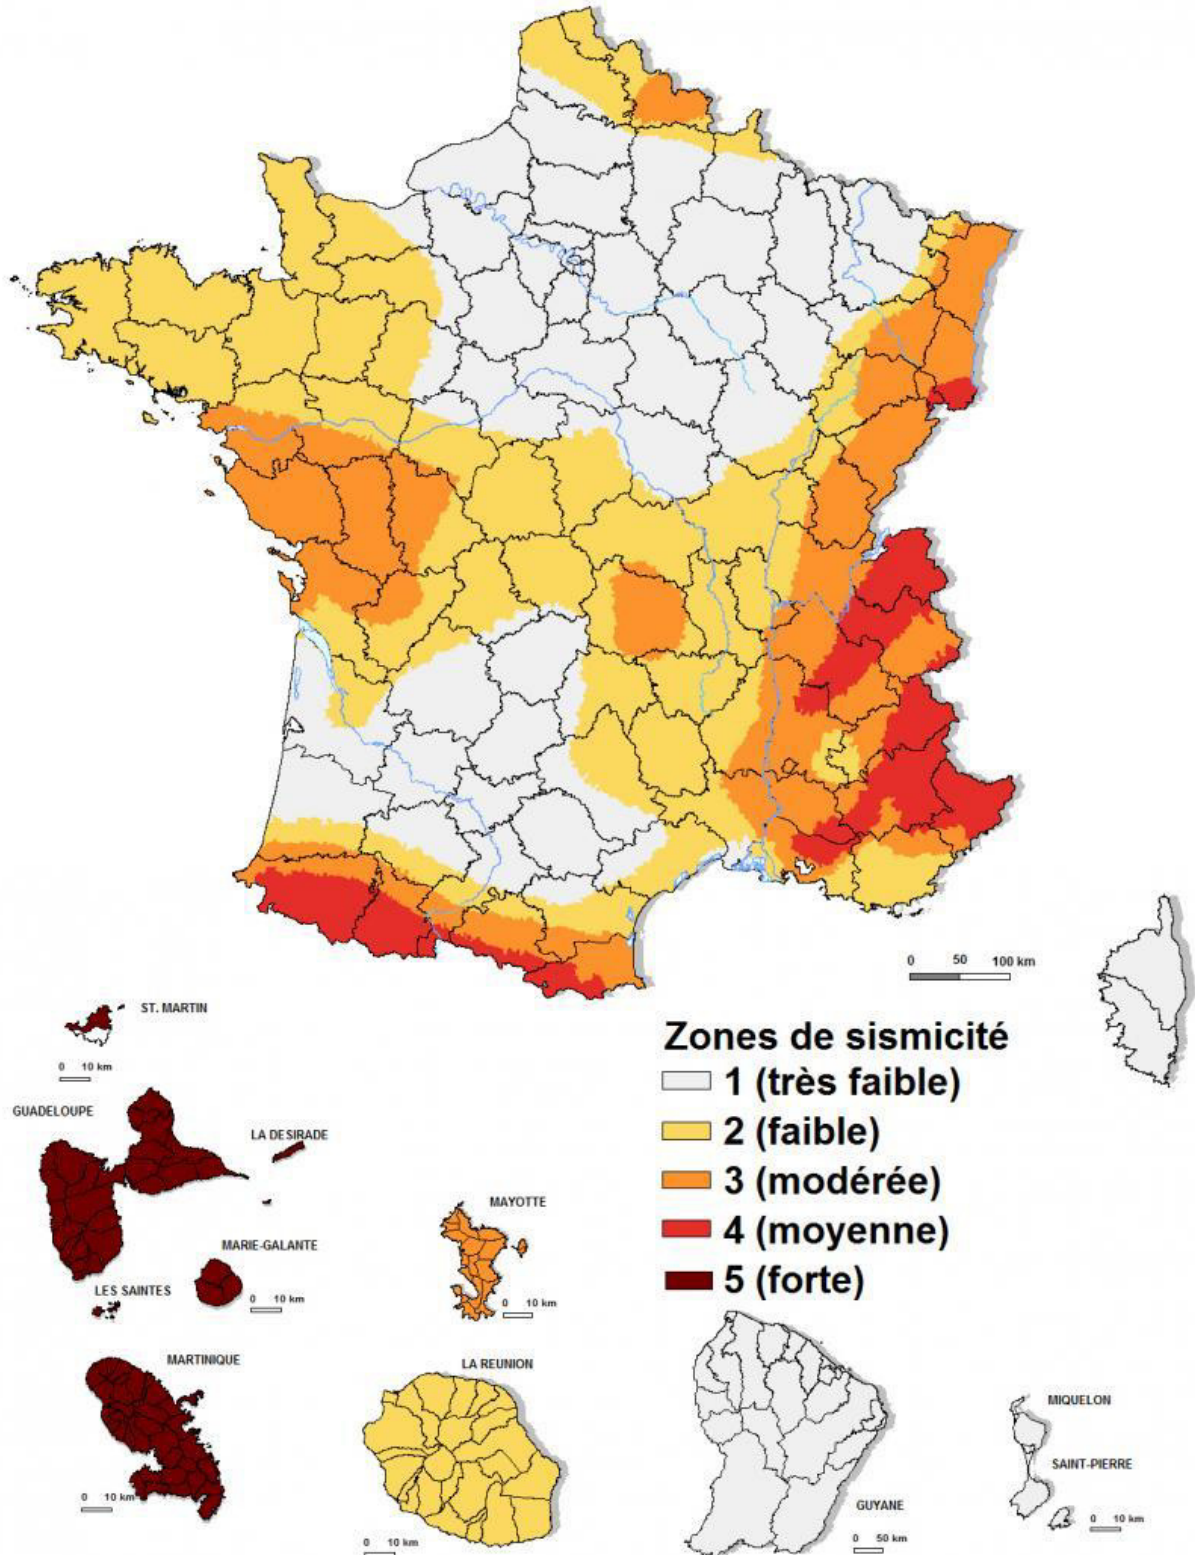 0 50 100 km
ST. MARTIN
0 10 km
GUADELOUPE
LA DESIRADE
MARIE-GALANTE
0 10 km
LES SAINTES
MAYOTTE
0 10 km
Zones de sismicité
1 (très faible)
2 (faible)
3 (modérée)
4 (moyenne)
5 (forte)
MARTINIQUE
0 10 km
LA REUNION
0 10 km
GUYANE
0 50 km
MIQUELON
SAINT-PIERRE
0 10 km